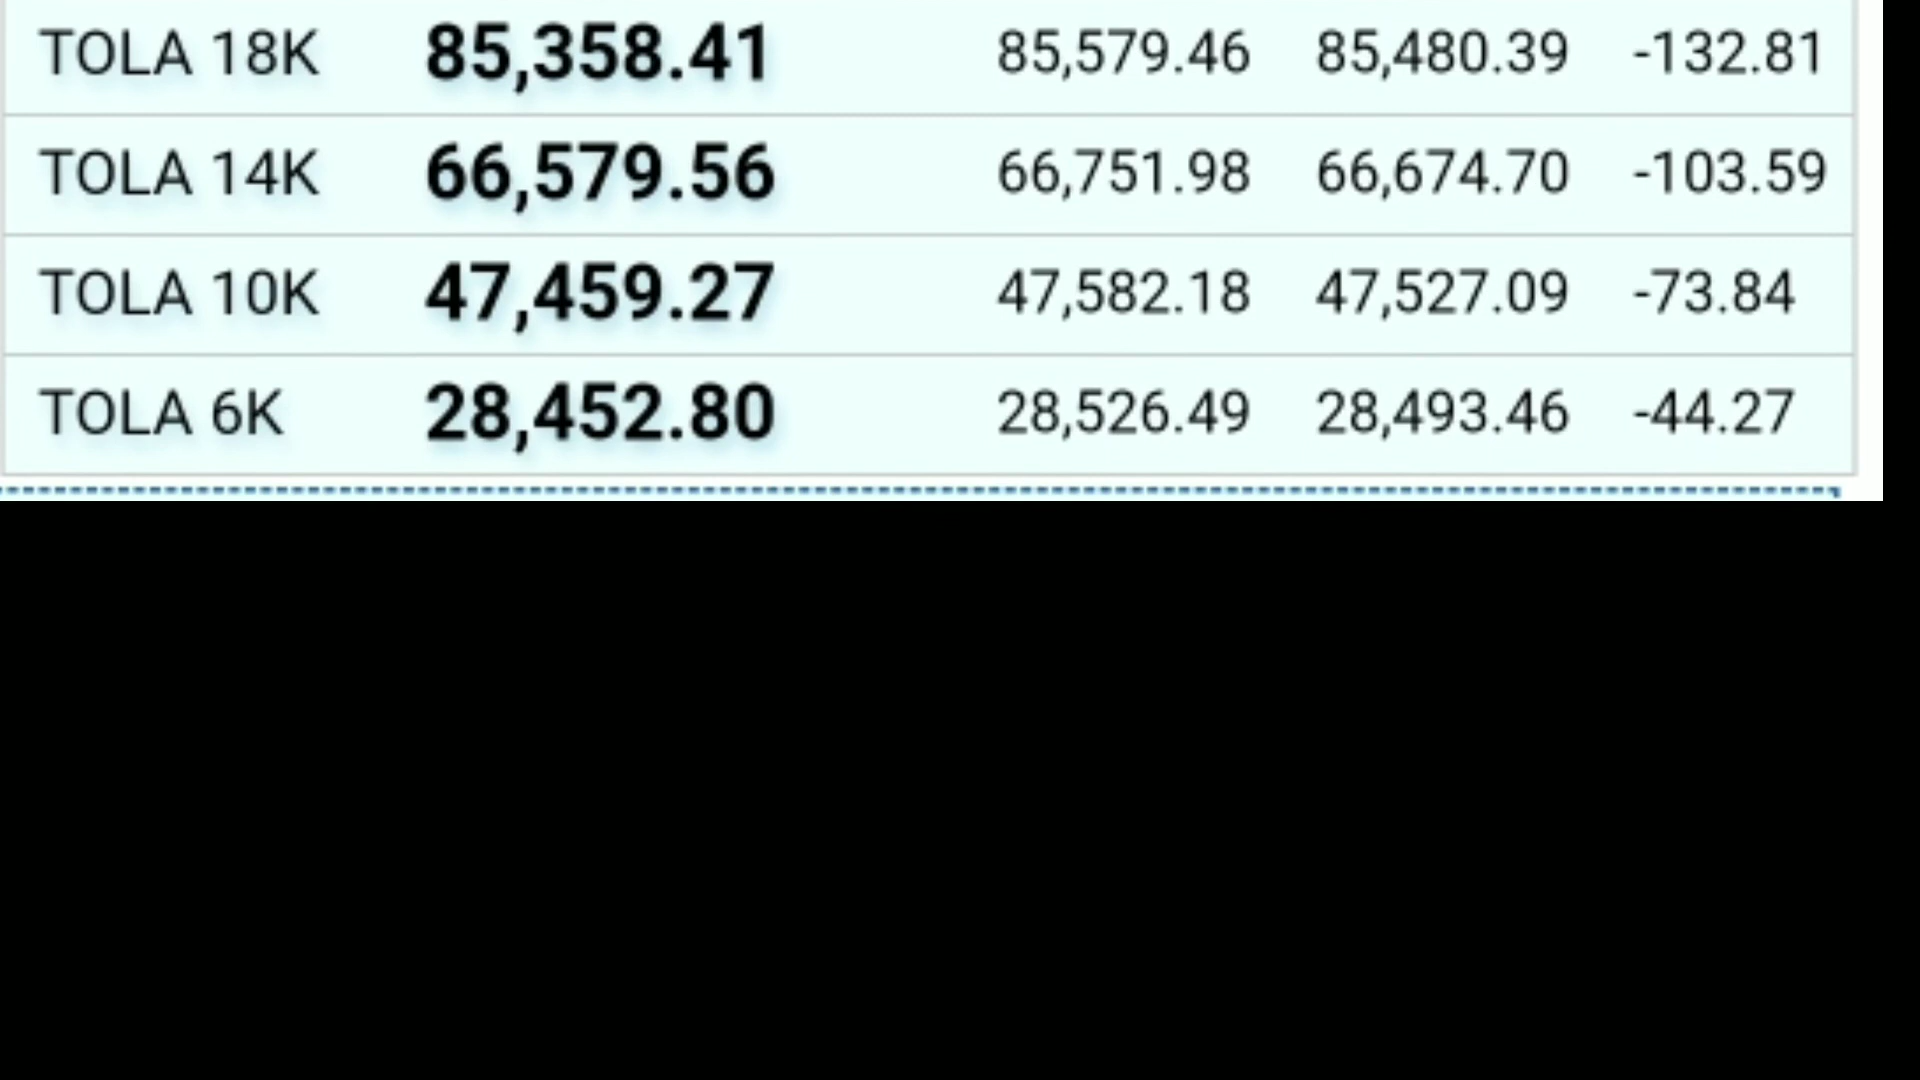 TOLA 18K 85,358.41 85,579.46 85,480.39 -132.81
TOLA 14K 66,579.56 66,751.98 66,674.70 -103.59
TOLA 10K 47,459.27 47,582.18 47,527.09 -73.84
TOLA 6K 28,452.80 28,526.49 28,493.46 -44.27